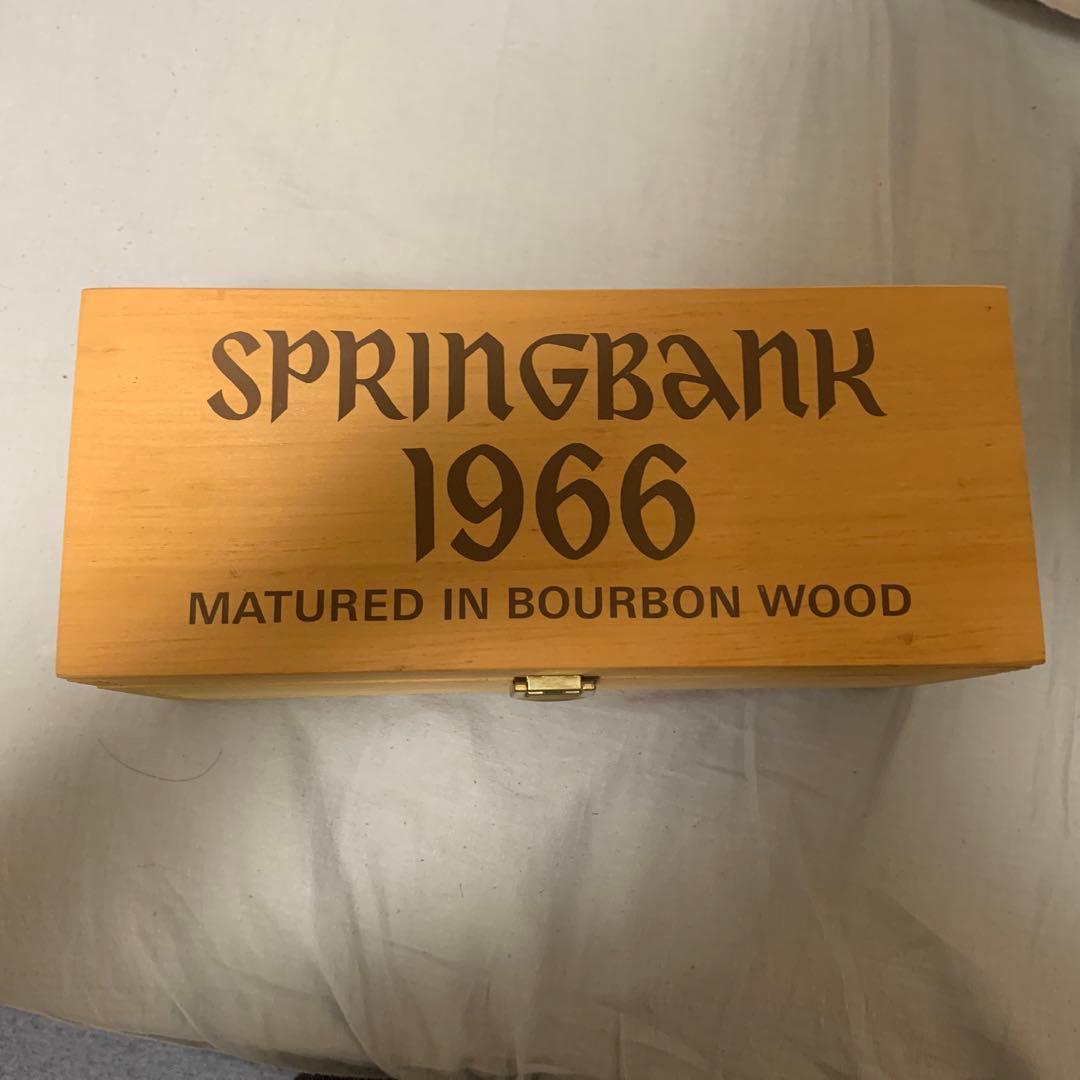 SPRINGBANK
1966
MATURED IN BOURBON WOOD